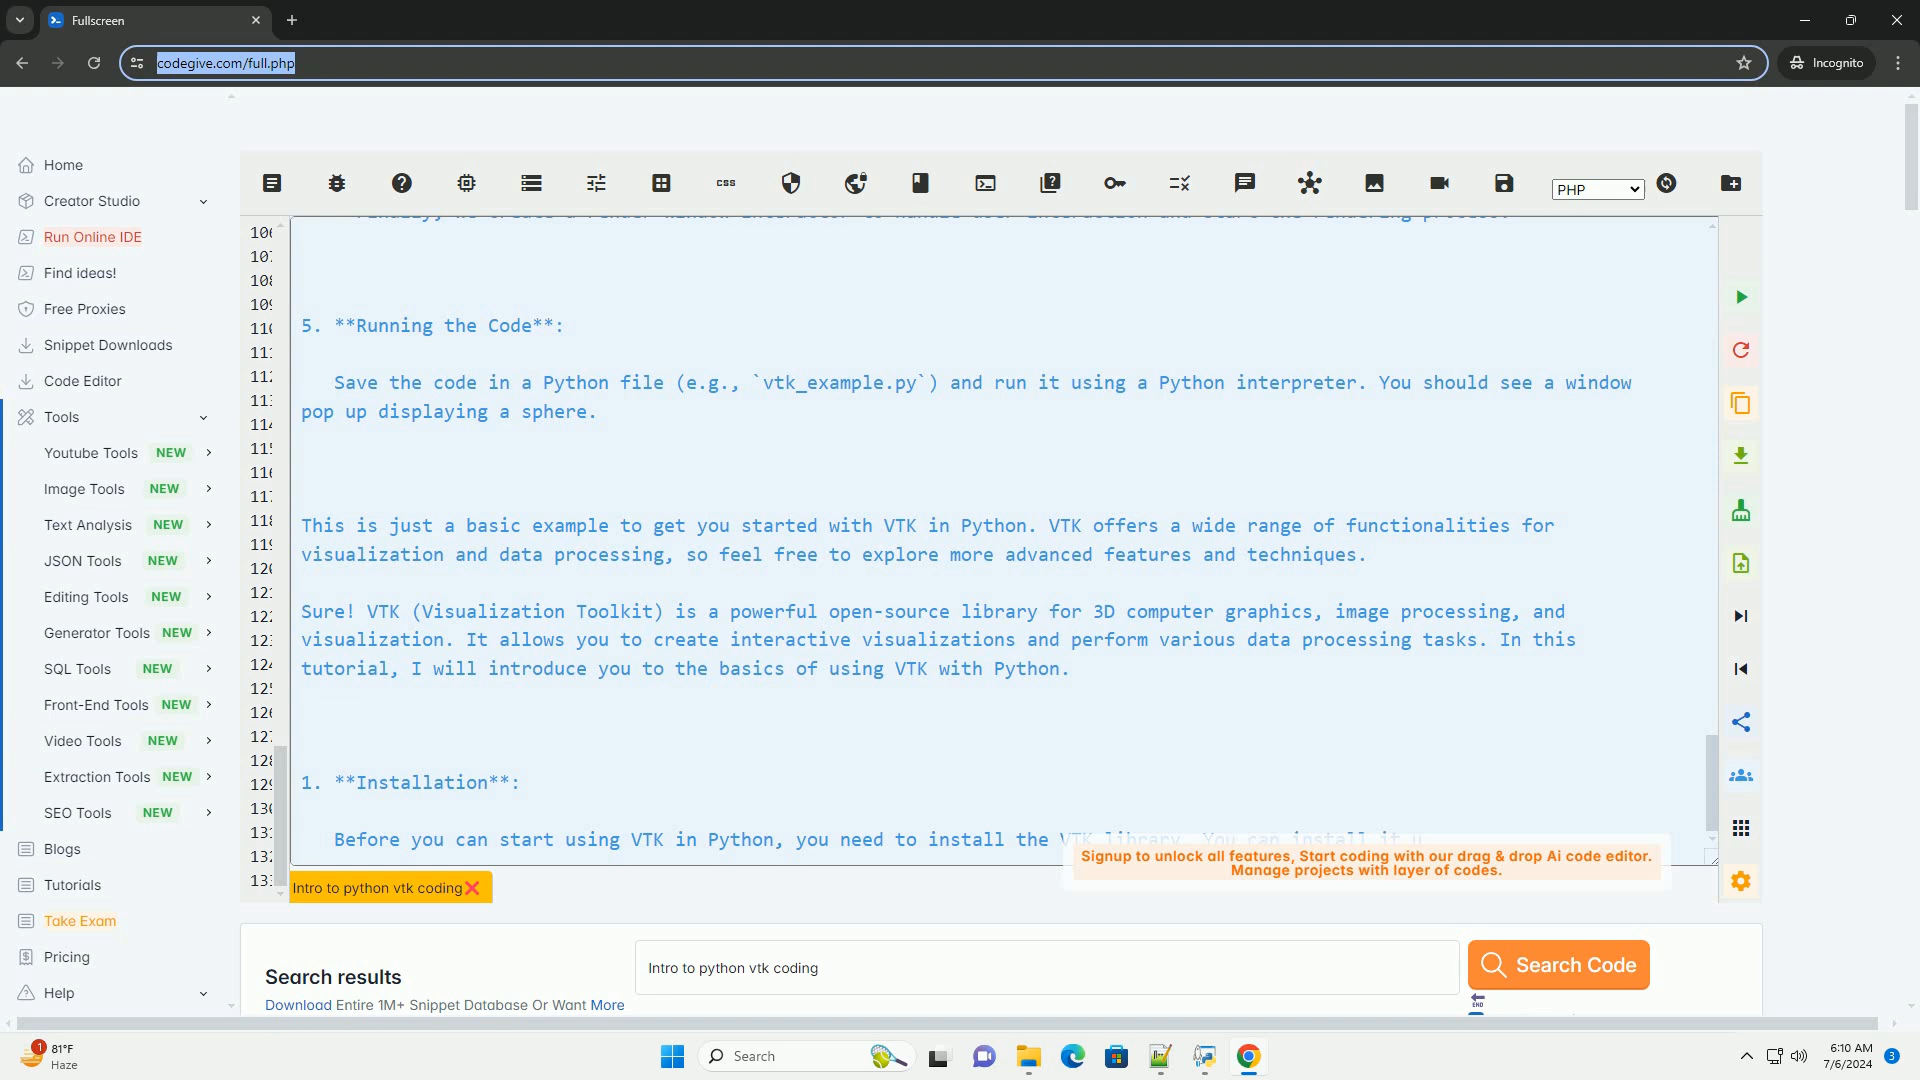 Fullscreen
codegive.com/full.php
Incognito
Home
Creator Studio
Run Online IDE
Find ideas!
Free Proxies
Snippet Downloads
Code Editor
Tools
Youtube Tools NEW
Image Tools NEW
Text Analysis NEW
JSON Tools NEW
Editing Tools NEW
Generator Tools NEW
SQL Tools NEW
Front-End Tools NEW
Video Tools NEW
Extraction Tools NEW
SEO Tools NEW
Blogs
Tutorials
Take Exam
Pricing
Help
css
PHP
5. **Running the Code**:
Save the code in a Python file (e.g., `vtk_example.py`) and run it using a Python interpreter. You should see a window
pop up displaying a sphere.
This is just a basic example to get you started with VTK in Python. VTK offers a wide range of functionalities for
visualization and data processing, so feel free to explore more advanced features and techniques.
Sure! VTK (Visualization Toolkit) is a powerful open-source library for 3D computer graphics, image processing, and
visualization. It allows you to create interactive visualizations and perform various data processing tasks. In this
tutorial, I will introduce you to the basics of using VTK with Python.
1. **Installation**:
Before you can start using VTK in Python, you need to install the VTK library. You can install it u
Signup to unlock all features, Start coding with our drag & drop Ai code editor.
Manage projects with layer of codes.
Intro to python vtk coding
Search results
Intro to python vtk coding
Search Code
Download Entire 1M+ Snippet Database Or Want More
END
1
81°F
Haze
Search
6:10 AM
7/6/2024
3